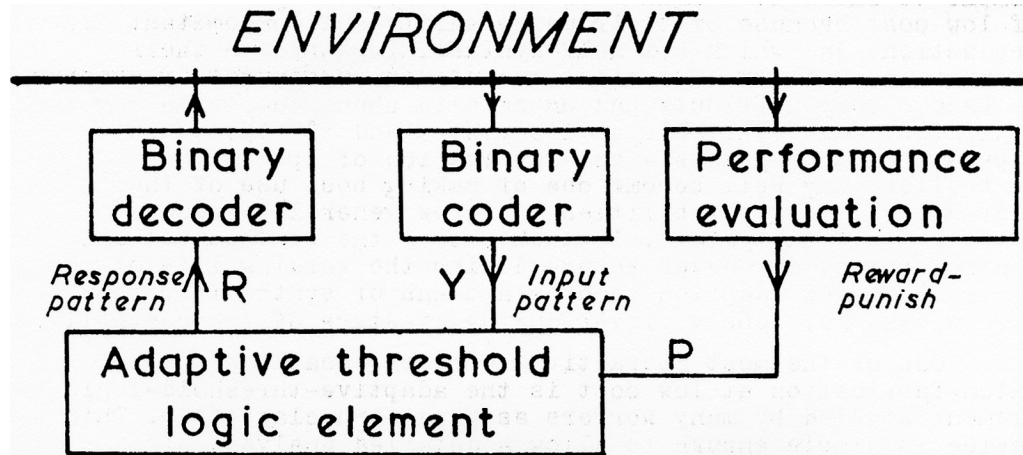 ENVIRONMENT
Binary
decoder
Binary
coder
Performance
evaluation
Response
pattern
R
Y
Input
pattern
Reward-
punish
P
Adaptive threshold
logic element